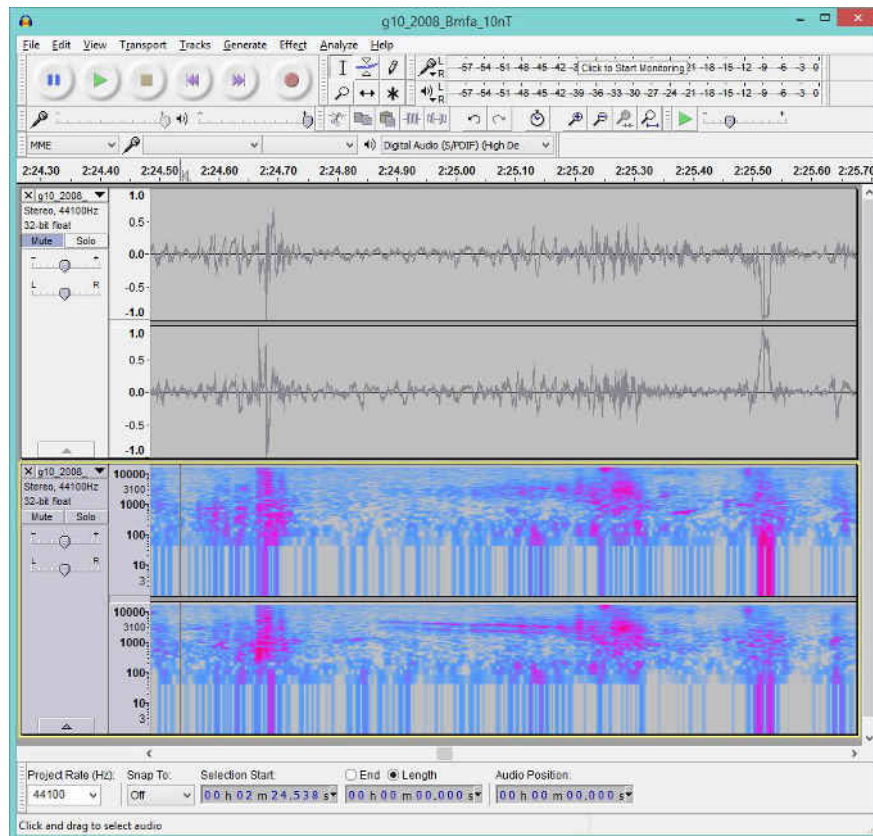 g10_2008_Bmfa_10nT
File Edit View Transport Tracks Generate Effect Analyze Help
L R -57 -54 -51 -48 -45 -42 -3 Click to Start Monitoring 21 -18 -15 -12 -9 -6 -3 0
L R -57 -54 -51 -48 -45 -42 -39 -36 -33 -30 -27 -24 -21 -18 -15 -12 -9 -6 -3 0
MME Digital Audio (S/PDIF) (High De
2:24.30 2:24.40 2:24.50 2:24.60 2:24.70 2:24.80 2:24.90 2:25.00 2:25.10 2:25.20 2:25.30 2:25.40 2:25.50 2:25.60 2:25.70
X g10_2008_
Stereo, 44100Hz
32-bit float
Mute Solo
- +
L R
1.0
0.5
0.0
-0.5
-1.0
1.0
0.5
0.0
-0.5
-1.0
X g10_2008_
Stereo, 44100Hz
32-bit float
Mute Solo
- +
L R
10000
3100
1000
100
10
3
10000
3100
1000
100
10
3
Project Rate (Hz): Snap To: Selection Start: End Length Audio Position:
44100 Off 00 h 02 m 24.538 s 00 h 00 m 00.000 s 00 h 00 m 00.000 s
Click and drag to select audio